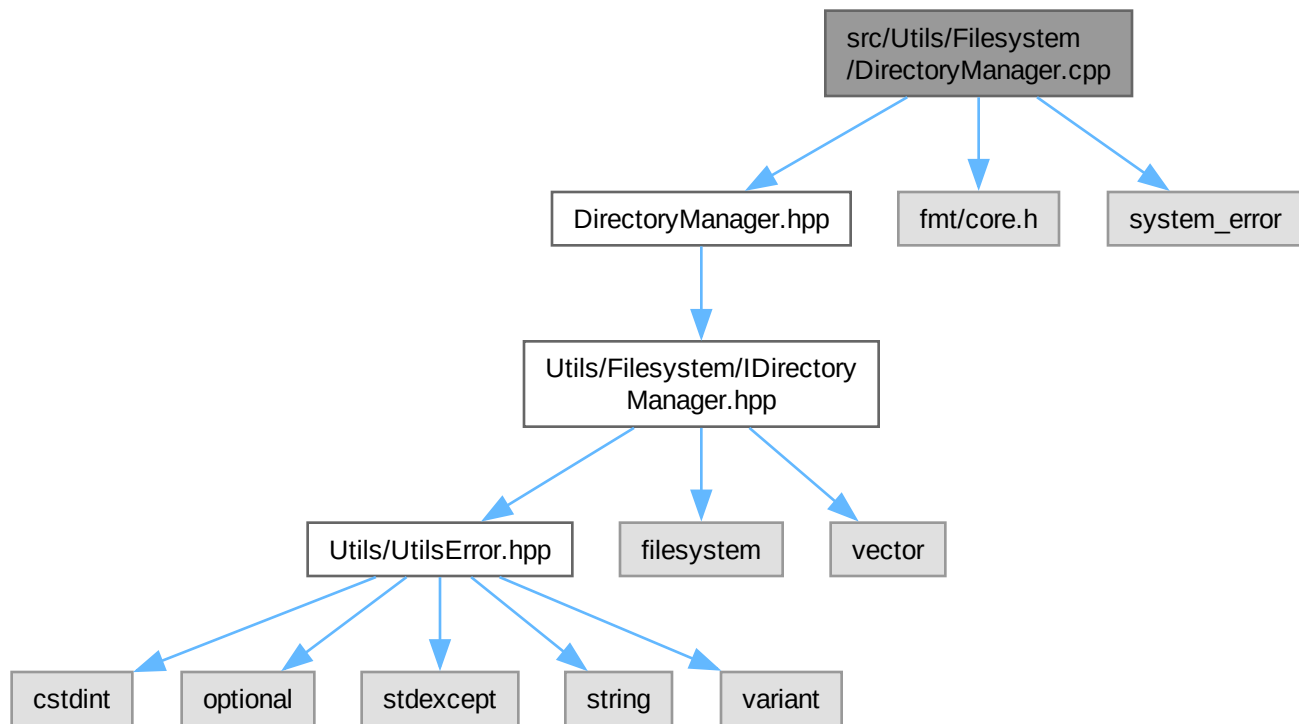 src/Utils/Filesystem
/DirectoryManager.cpp
DirectoryManager.hpp
fmt/core.h
system_error
Utils/Filesystem/IDirectory
Manager.hpp
Utils/UtilsError.hpp
filesystem
vector
cstdint
optional
stdexcept
string
variant